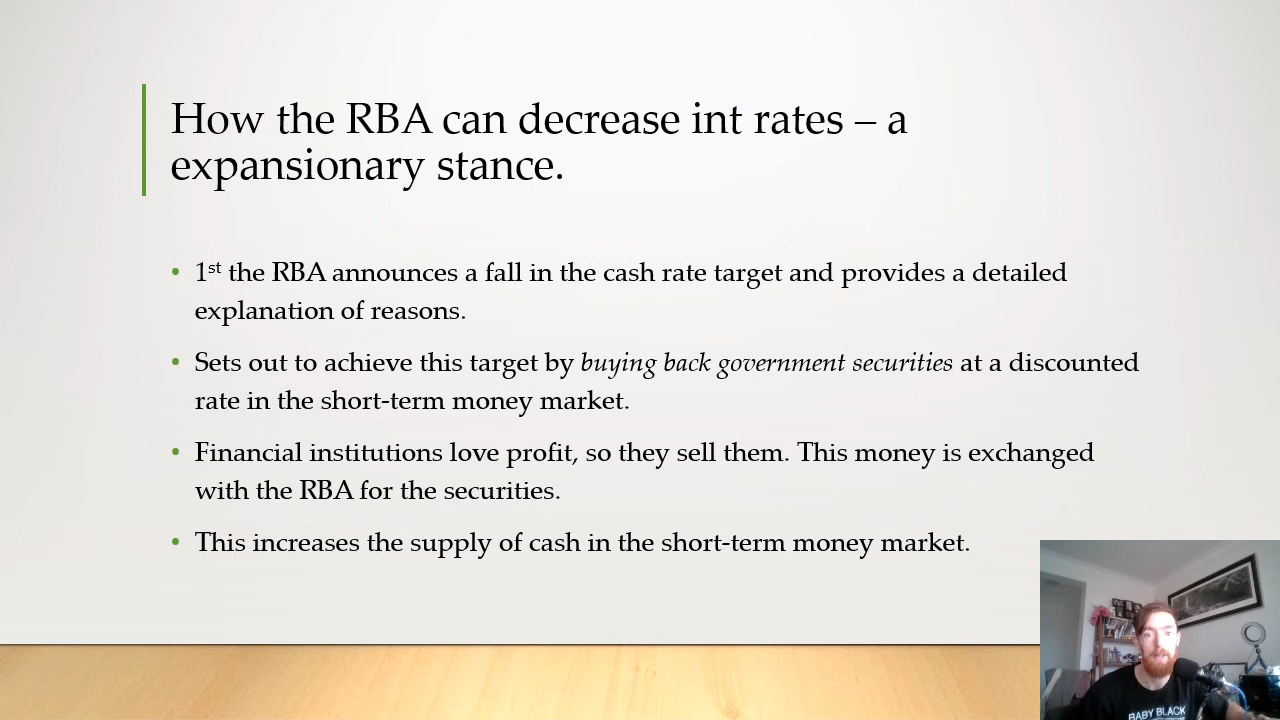 How the RBA can decrease int rates – a
expansionary stance.
• 1st the RBA announces a fall in the cash rate target and provides a detailed
explanation of reasons.
• Sets out to achieve this target by buying back government securities at a discounted
rate in the short-term money market.
• Financial institutions love profit, so they sell them. This money is exchanged
with the RBA for the securities.
• This increases the supply of cash in the short-term money market.
BABY BLACK